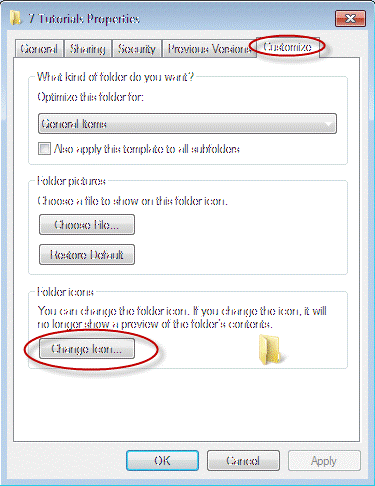 7 Tutorials Properties
General Sharing Security Previous Versions Customize
What kind of folder do you want?
Optimize this folder for:
General Items
Also apply this template to all subfolders
Folder pictures
Choose a file to show on this folder icon.
Choose File...
Restore Default
Folder icons
You can change the folder icon. If you change the icon, it will
no longer show a preview of the folder's contents.
Change Icon...
OK Cancel Apply